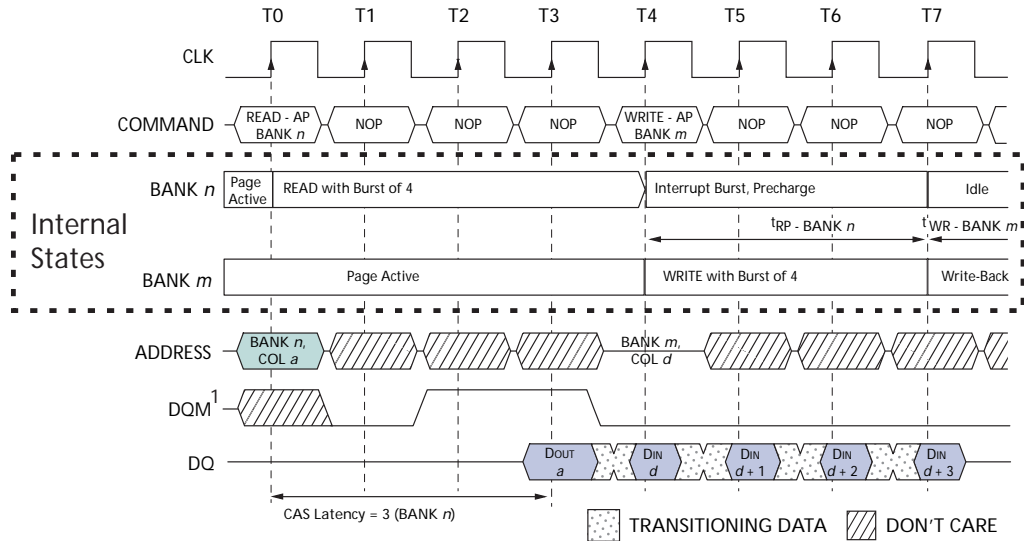 T0 T1 T2 T3 T4 T5 T6 T7
CLK
COMMAND READ - AP BANK n NOP NOP NOP WRITE - AP BANK m NOP NOP NOP
Internal States
BANK n Page Active READ with Burst of 4 Interrupt Burst, Precharge Idle
tRP - BANK n tWR - BANK m
BANK m Page Active WRITE with Burst of 4 Write-Back
ADDRESS BANK n, COL a BANK m, COL d
DQM1
DQ DOUT a DIN d DIN d + 1 DIN d + 2 DIN d + 3
CAS Latency = 3 (BANK n)
TRANSITIONING DATA DON'T CARE